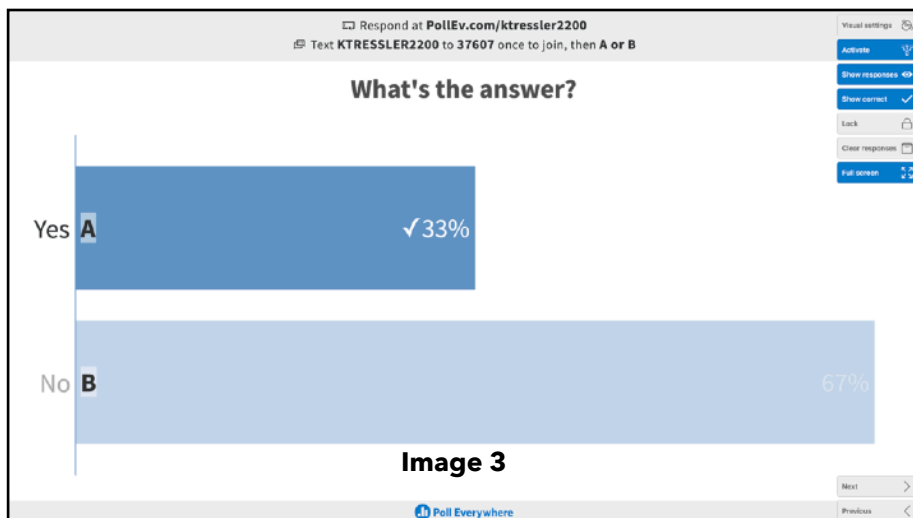 Respond at PollEv.com/ktressler2200
Text KTRESSLER2200 to 37607 once to join, then A or B
What's the answer?
Visual settings
Activate
Show responses
Show correct
Lock
Clear responses
Full screen
Yes A ✓33%
No B 67%
Image 3
Next
Previous
Poll Everywhere